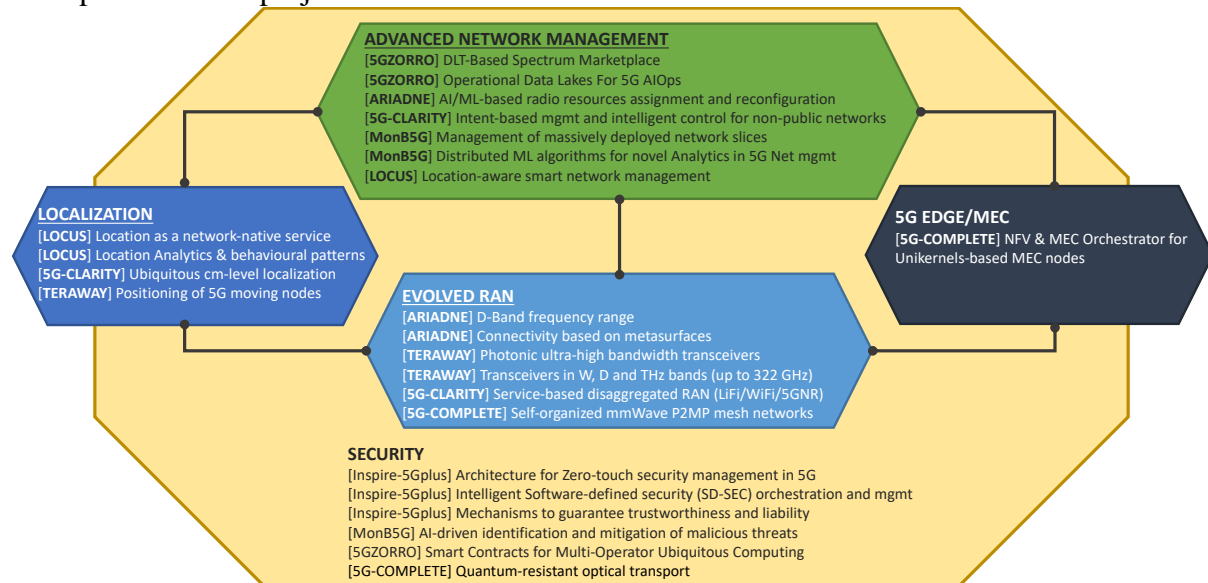 ADVANCED NETWORK MANAGEMENT
[5GZORRO] DLT-Based Spectrum Marketplace
[5GZORRO] Operational Data Lakes For 5G AIOps
[ARIADNE] AI/ML-based radio resources assignment and reconfiguration
[5G-CLARITY] Intent-based mgmt and intelligent control for non-public networks
[MonB5G] Management of massively deployed network slices
[MonB5G] Distributed ML algorithms for novel Analytics in 5G Net mgmt
[LOCUS] Location-aware smart network management
LOCALIZATION
[LOCUS] Location as a network-native service
[LOCUS] Location Analytics & behavioural patterns
[5G-CLARITY] Ubiquitous cm-level localization
[TERAWAY] Positioning of 5G moving nodes
5G EDGE/MEC
[5G-COMPLETE] NFV & MEC Orchestrator for
Unikernels-based MEC nodes
EVOLVED RAN
[ARIADNE] D-Band frequency range
[ARIADNE] Connectivity based on metasurfaces
[TERAWAY] Photonic ultra-high bandwidth transceivers
[TERAWAY] Transceivers in W, D and THz bands (up to 322 GHz)
[5G-CLARITY] Service-based disaggregated RAN (LiFi/WiFi/5GNR)
[5G-COMPLETE] Self-organized mmWave P2MP mesh networks
SECURITY
[Inspire-5Gplus] Architecture for Zero-touch security management in 5G
[Inspire-5Gplus] Intelligent Software-defined security (SD-SEC) orchestration and mgmt
[Inspire-5Gplus] Mechanisms to guarantee trustworthiness and liability
[MonB5G] AI-driven identification and mitigation of malicious threats
[5GZORRO] Smart Contracts for Multi-Operator Ubiquitous Computing
[5G-COMPLETE] Quantum-resistant optical transport